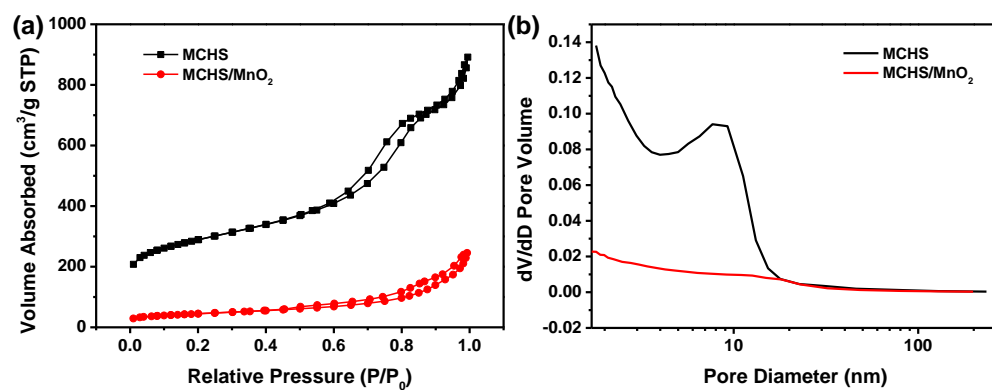 (a)
1000
800
600
400
200
0
Volume Absorbed (cm³/g STP)
MCHS
MCHS/MnO₂
0.0 0.2 0.4 0.6 0.8 1.0
Relative Pressure (P/P₀)
(b)
0.14
0.12
0.10
0.08
0.06
0.04
0.02
0.00
-0.02
dV/dD Pore Volume
MCHS
MCHS/MnO₂
10 100
Pore Diameter (nm)